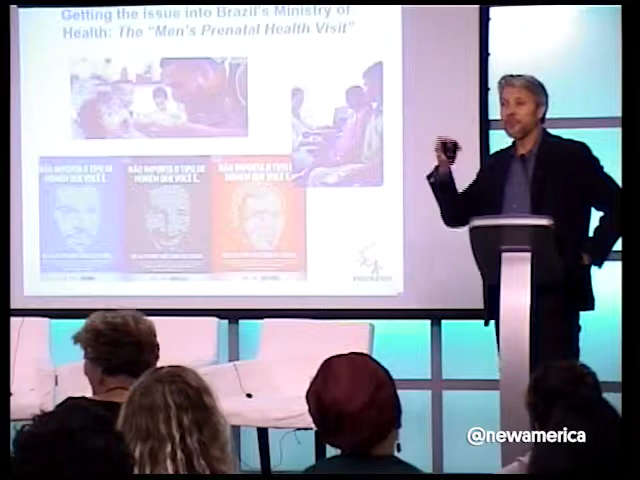 Getting the issue into Brazil's Ministry of
Health: The "Men's Prenatal Health Visit"
NÃO IMPORTA O TIPO DE
HOMEM QUE VOCÊ É.
NÃO IMPORTA O TIPO DE
HOMEM QUE VOCÊ É.
NÃO IMPORTA O TIPO DE
HOMEM QUE VOCÊ É.
@newamerica